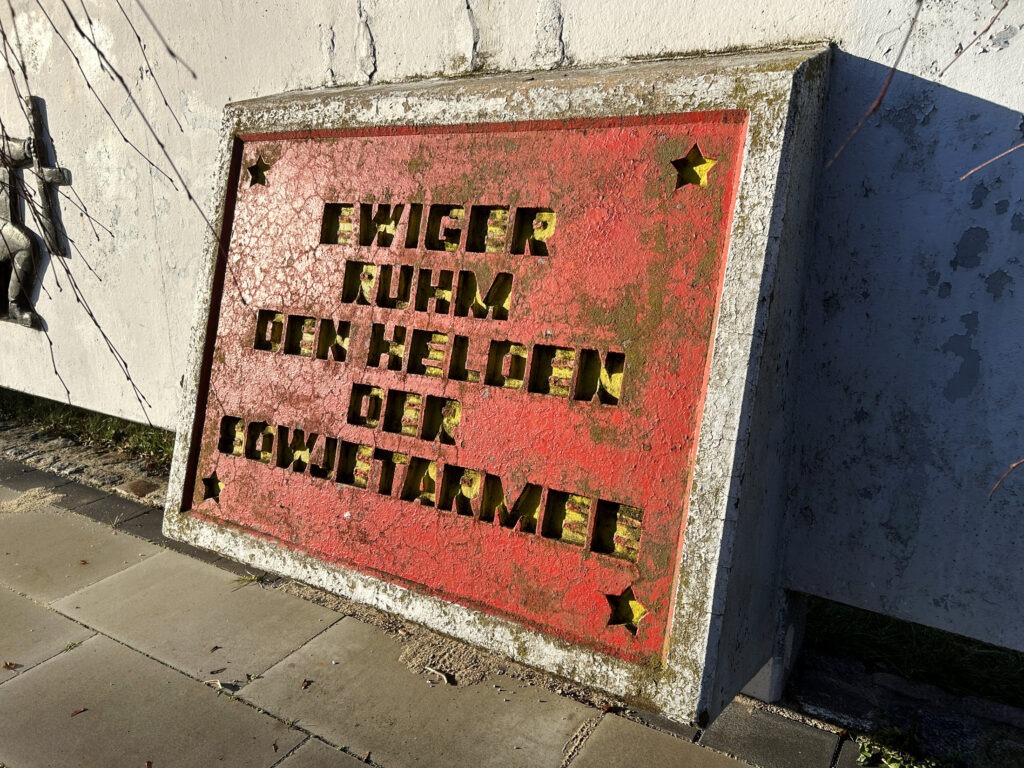 EWIGER
RUHM
DEN HELDEN
DER
SOWJETARMEE